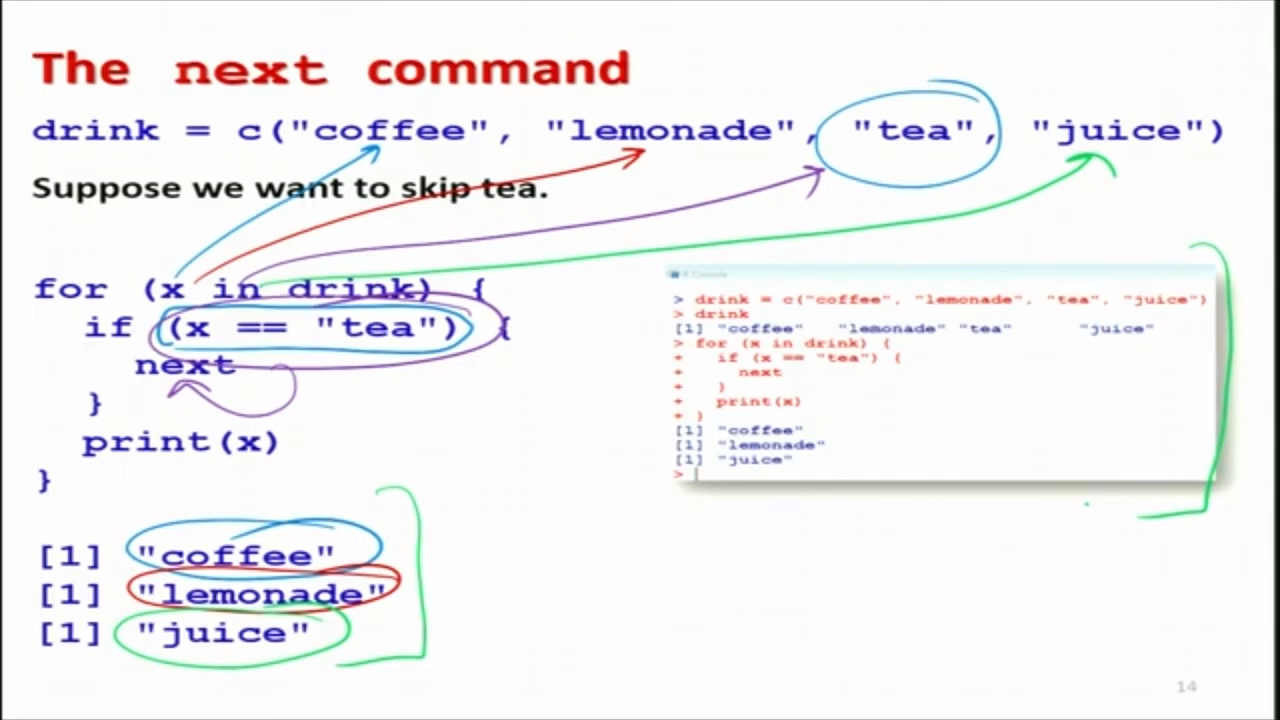 The next command
drink = c("coffee", "lemonade", "tea", "juice")
Suppose we want to skip tea.
for (x in drink) {
if (x == "tea") {
next
}
print(x)
}
[1] "coffee"
[1] "lemonade"
[1] "juice"
R Console
> drink = c("coffee", "lemonade", "tea", "juice")
> drink
[1] "coffee" "lemonade" "tea" "juice"
> for (x in drink) {
+ if (x == "tea") {
+ next
+ }
+ print(x)
+ }
[1] "coffee"
[1] "lemonade"
[1] "juice"
>
14